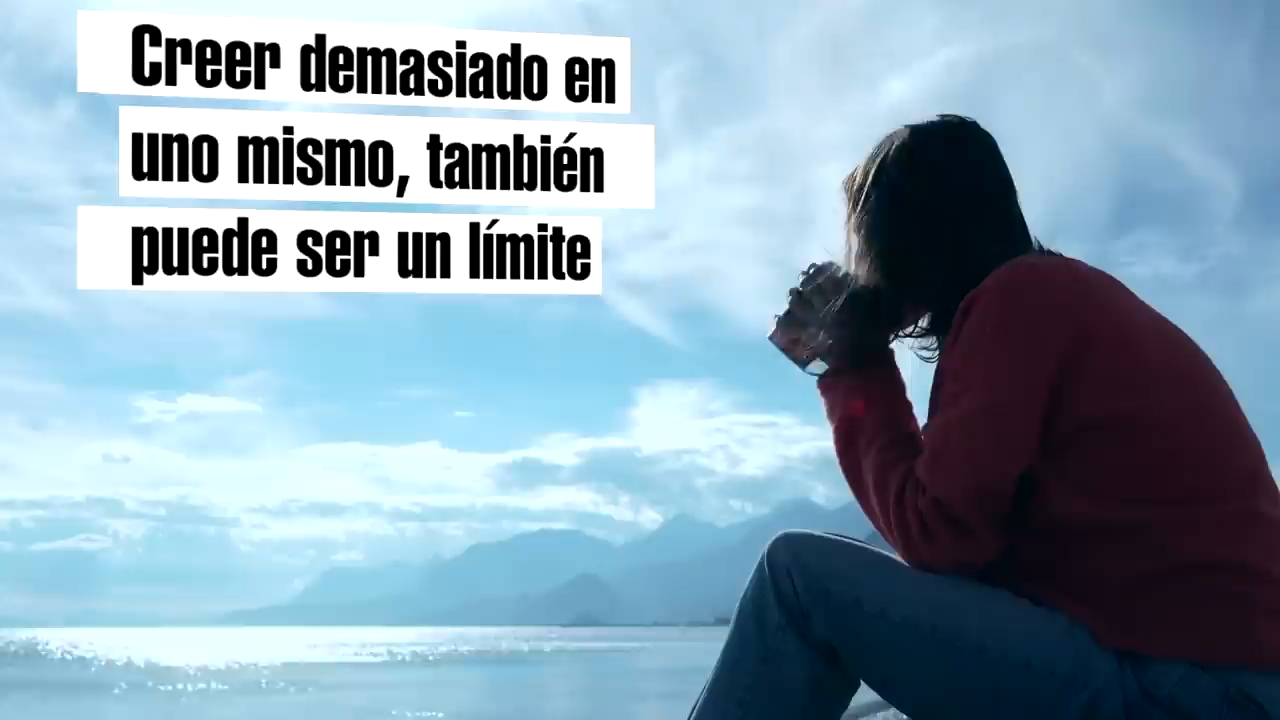 Creer demasiado en
uno mismo, también
puede ser un límite